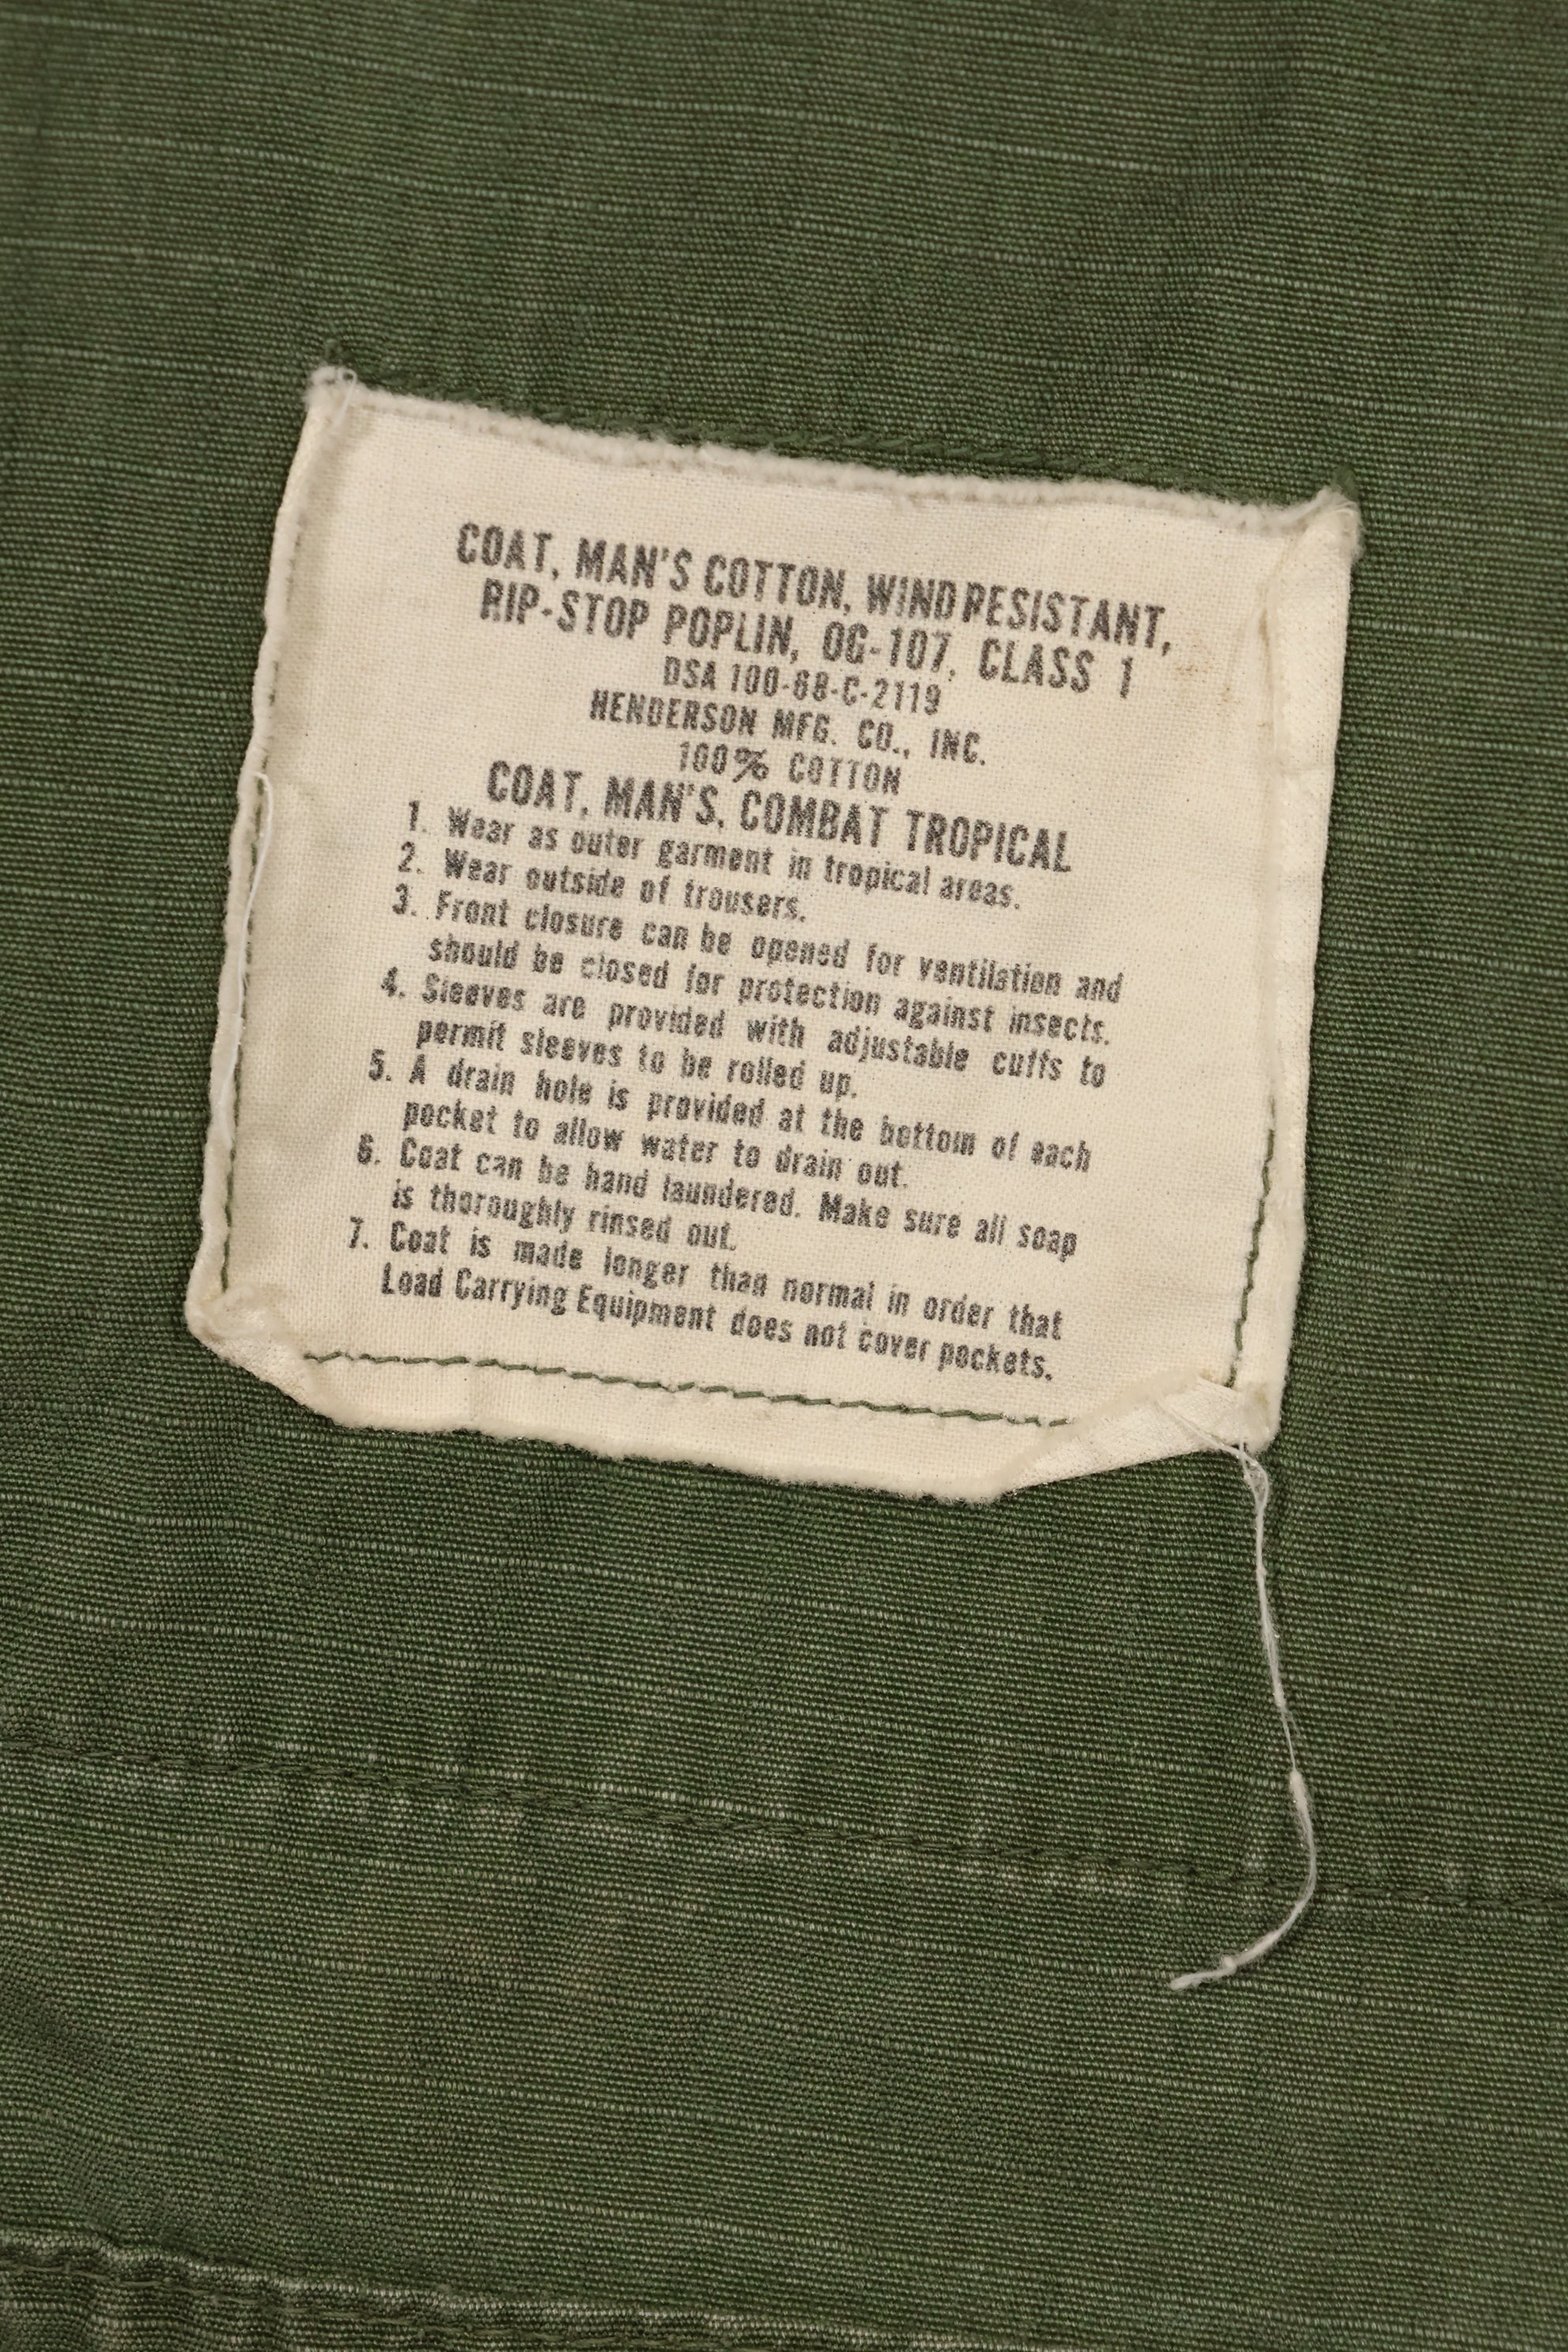 COAT, MAN'S COTTON, WIND RESISTANT,
RIP-STOP POPLIN, OG-107, CLASS 1
DSA 100-68-C-2119
HENDERSON MFG. CO., INC.
100% COTTON
COAT, MAN'S, COMBAT TROPICAL
1. Wear as outer garment in tropical areas.
2. Wear outside of trousers.
3. Front closure can be opened for ventilation and
should be closed for protection against insects.
4. Sleeves are provided with adjustable cuffs to
permit sleeves to be rolled up.
5. A drain hole is provided at the bottom of each
pocket to allow water to drain out.
6. Coat can be hand laundered. Make sure all soap
is thoroughly rinsed out.
7. Coat is made longer than normal in order that
Load Carrying Equipment does not cover pockets.